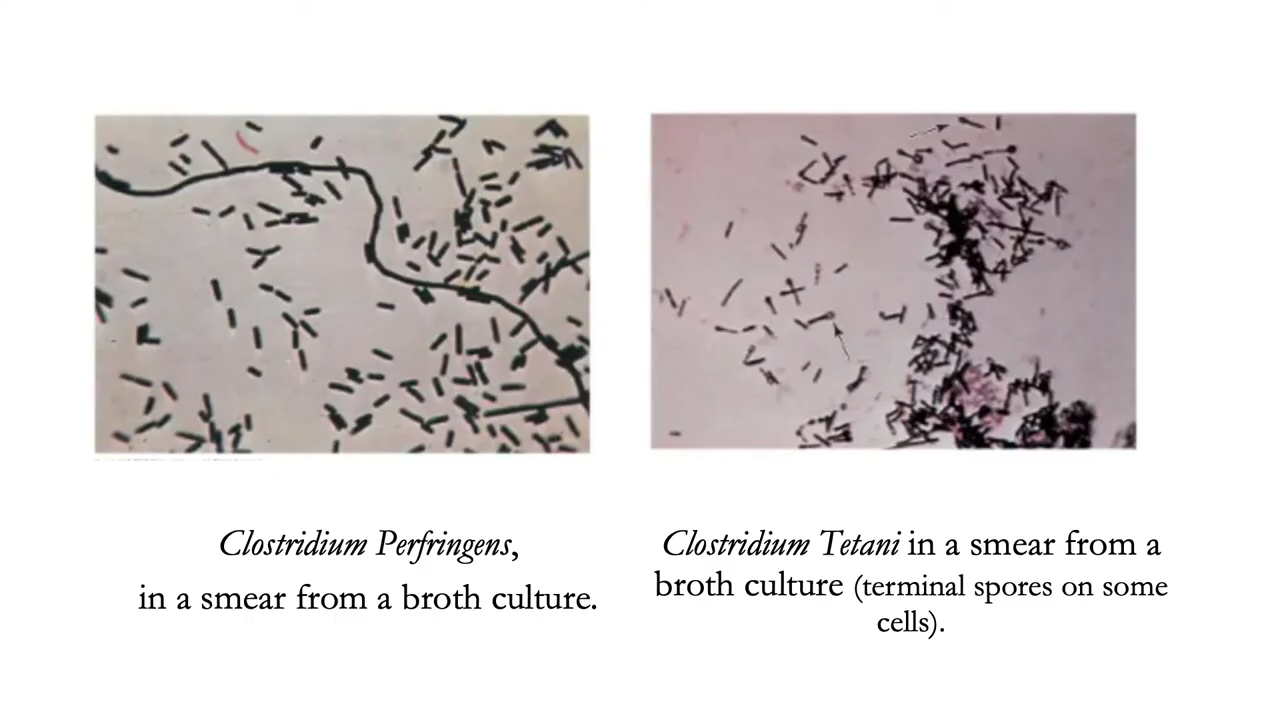 Clostridium Perfringens,
in a smear from a broth culture.
Clostridium Tetani in a smear from a
broth culture (terminal spores on some
cells).